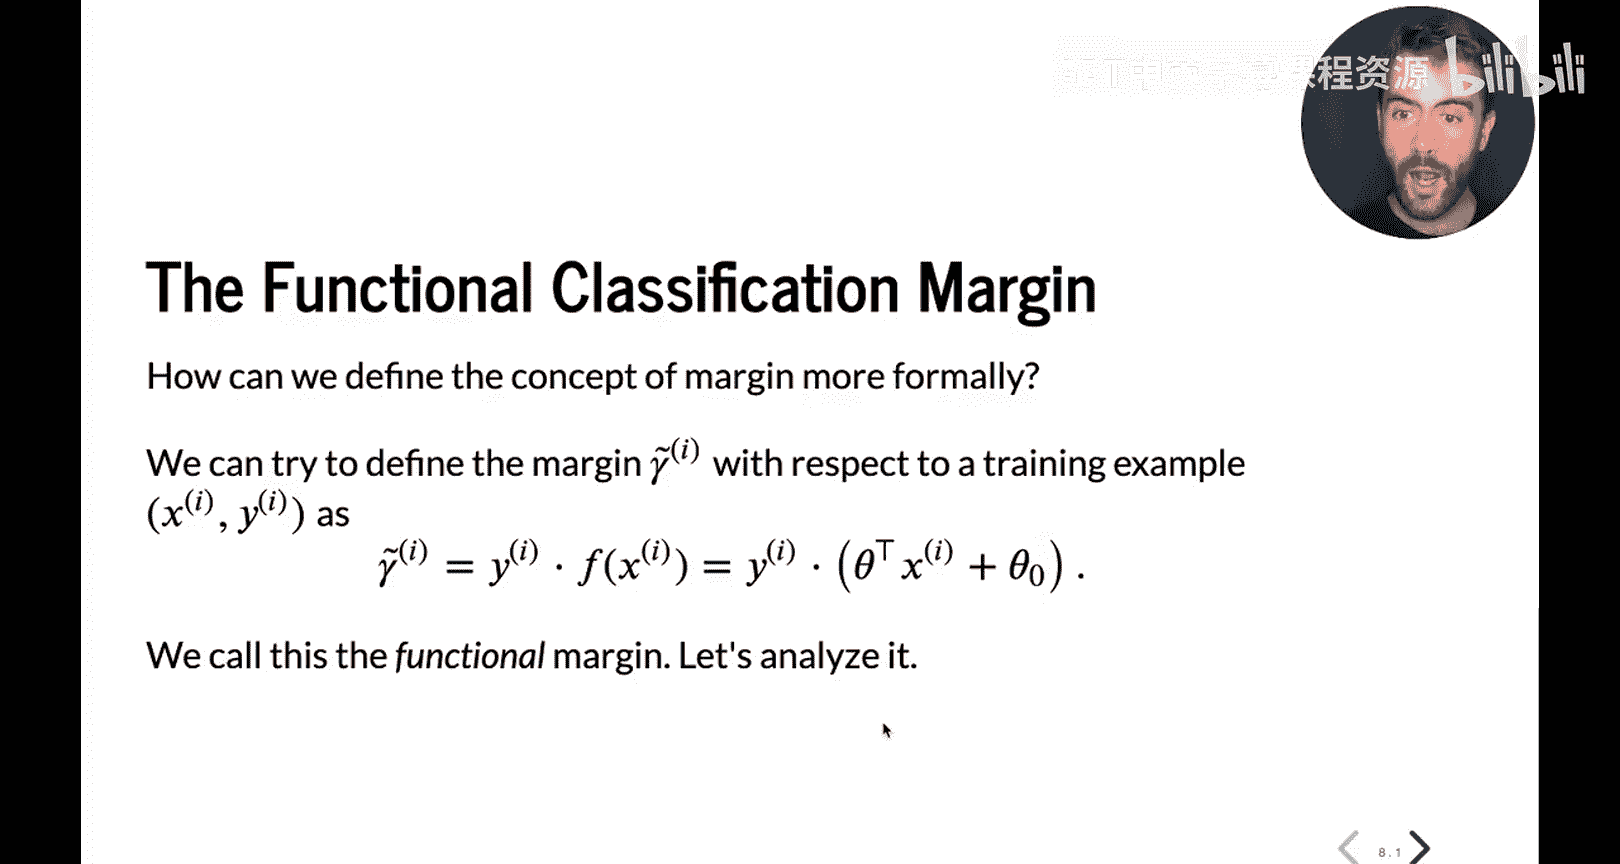 程资源 bilibili
The Functional Classification Margin
How can we define the concept of margin more formally?
We can try to define the margin γ̃⁽ⁱ⁾ with respect to a training example
(x⁽ⁱ⁾, y⁽ⁱ⁾) as
γ̃⁽ⁱ⁾ = y⁽ⁱ⁾ · f(x⁽ⁱ⁾) = y⁽ⁱ⁾ · (θ⊤x⁽ⁱ⁾ + θ₀) .
We call this the functional margin. Let's analyze it.
8.1